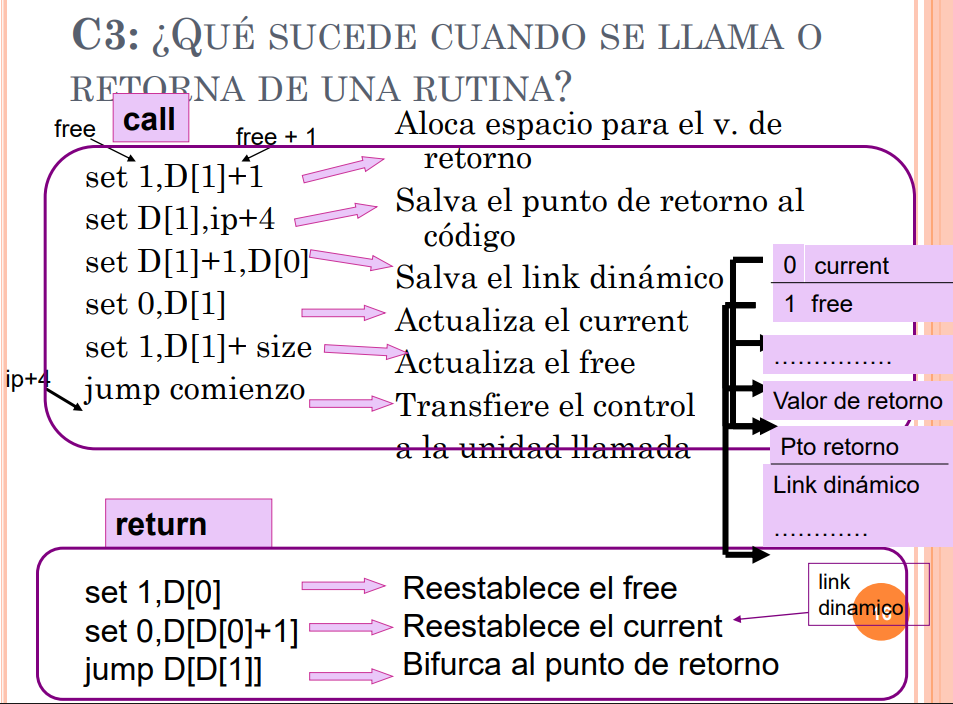 C3: ¿QUÉ SUCEDE CUANDO SE LLAMA O
RETORNA DE UNA RUTINA?
call
free
free + 1
set 1,D[1]+1
set D[1],ip+4
set D[1]+1,D[0]
set 0,D[1]
set 1,D[1]+ size
jump comienzo
ip+4
Aloca espacio para el v. de
retorno
Salva el punto de retorno al
código
Salva el link dinámico
Actualiza el current
Actualiza el free
Transfiere el control
a la unidad llamada
0 current
1 free
……………
Valor de retorno
Pto retorno
Link dinámico
…………
return
set 1,D[0]
set 0,D[D[0]+1]
jump D[D[1]]
Reestablece el free
Reestablece el current
Bifurca al punto de retorno
link
dinamico